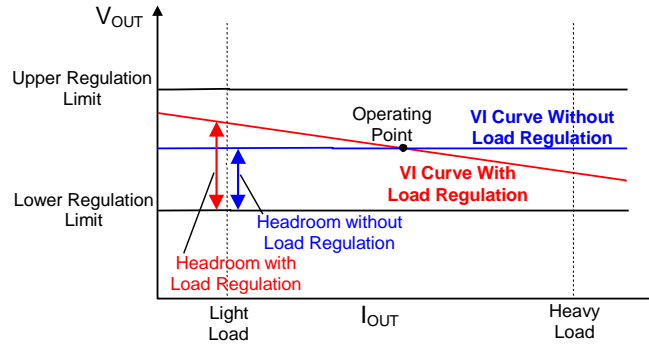 VOUT
Upper Regulation
Limit
Operating
Point
VI Curve Without
Load Regulation
VI Curve With
Load Regulation
Lower Regulation
Limit
Headroom without
Load Regulation
Headroom with
Load Regulation
Light
Load
IOUT
Heavy
Load